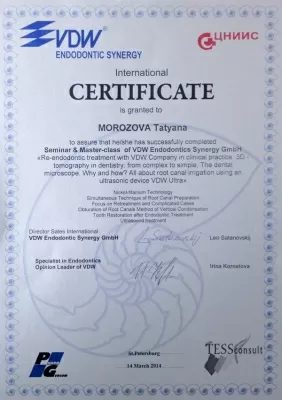 VDW
ENDODONTIC SYNERGY
ЦНИИС
International
CERTIFICATE
is granted to
MOROZOVA Tatyana
to assure that he/she has successfully completed
Seminar & Master-class of VDW Endodontics Synergy GmbH
«Re-endodontic treatment with VDW Company in clinical practice. 3D
tomography in dentistry: from complex to simple. The dental
microscope. Why and how? All about root canal irrigation using an
ultrasonic device VDW.Ultra»
Nickel-titanium Technology
Simultaneous Technique of Root Canal Preparation
Focus on Retreatment and Complicated Cases
Obturation of Root Canals Method of Vertical Condensation
Tooth Restoration after Endodontic Treatment
Ultrasound treatment
Director Sales International
VDW Endodontic Synergy GmbH
Lev Satanovskij
Specialist in Endodontics
Opinion Leader of VDW
Irina Kornetova
St.Petersburg
14 March 2014
TESS consult